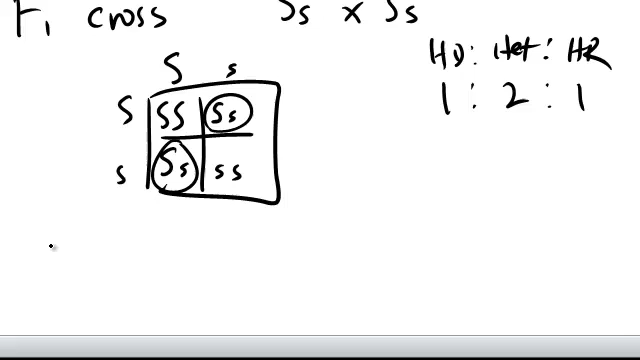 F1 cross Ss x Ss
HD: Het: HR
1 : 2 : 1
S s
S SS Ss
s Ss ss